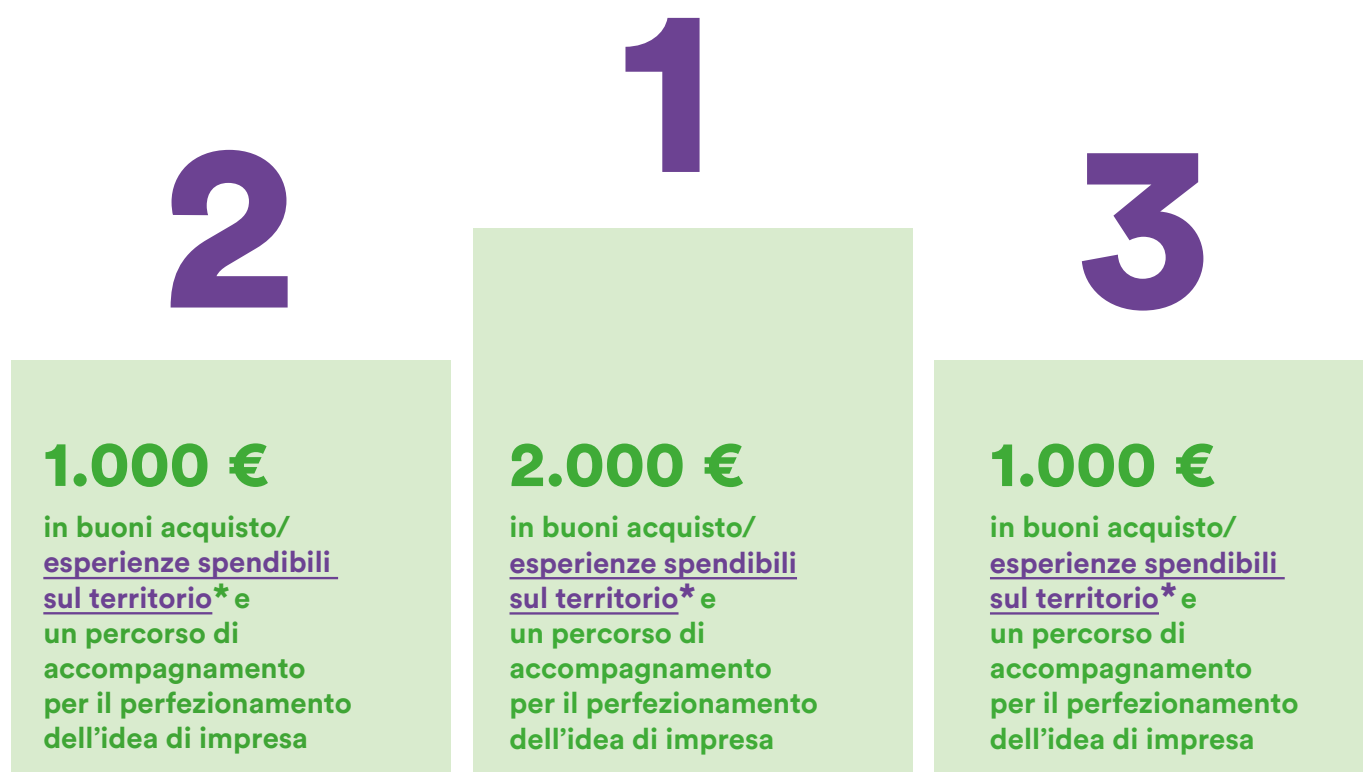 1
2
3
1.000 €
in buoni acquisto/
esperienze spendibili
sul territorio* e
un percorso di
accompagnamento
per il perfezionamento
dell’idea di impresa
2.000 €
in buoni acquisto/
esperienze spendibili
sul territorio* e
un percorso di
accompagnamento
per il perfezionamento
dell’idea di impresa
1.000 €
in buoni acquisto/
esperienze spendibili
sul territorio* e
un percorso di
accompagnamento
per il perfezionamento
dell’idea di impresa